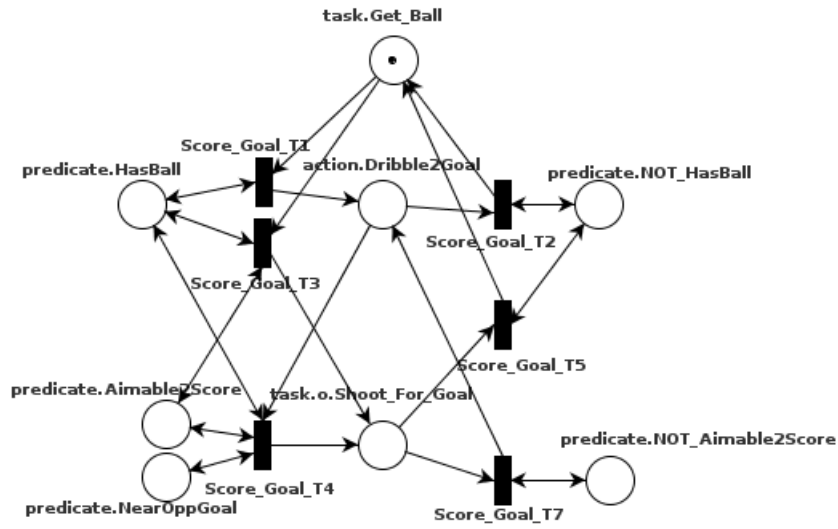 task.Get_Ball
Score_Goal_T1
predicate.HasBall
action.Dribble2Goal
predicate.NOT_HasBall
Score_Goal_T2
Score_Goal_T3
Score_Goal_T5
predicate.Aimable2Score
task.o.Shoot_For_Goal
predicate.NOT_Aimable2Score
Score_Goal_T4
predicate.NearOppGoal
Score_Goal_T7